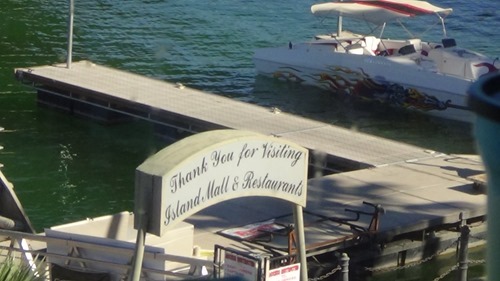 Thank You for Visiting
Island Mall & Restaurants